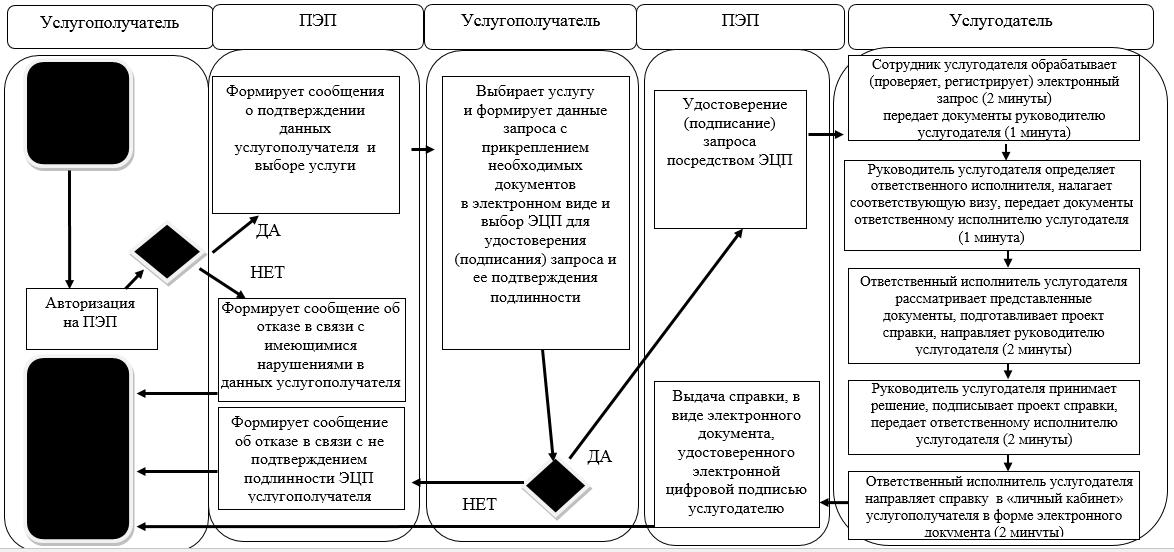 Услугополучатель
ПЭП
Услугополучатель
ПЭП
Услугодатель
Авторизация
на ПЭП
Формирует сообщения
о подтверждении
данных
услугополучателя и
выборе услуги
ДА
НЕТ
Формирует сообщение об
отказе в связи с
имеющимися
нарушениями в
данных услугополучателя
Формирует сообщение
об отказе в связи с не
подтверждением
подлинности ЭЦП
услугополучателя
Выбирает услугу
и формирует данные
запроса с
прикреплением
необходимых
документов
в электронном виде и
выбор ЭЦП для
удостоверения
(подписания) запроса и
ее подтверждения
подлинности
ДА
НЕТ
Удостоверение
(подписание)
запроса
посредством ЭЦП
Выдача справки, в
виде электронного
документа,
удостоверенного
электронной
цифровой подписью
услугодателю
Сотрудник услугодателя обрабатывает
(проверяет, регистрирует) электронный
запрос (2 минуты)
передает документы руководителю
услугодателя (1 минута)
Руководитель услугодателя определяет
ответственного исполнителя, налагает
соответствующую визу, передает документы
ответственному исполнителю услугодателя
(1 минута)
Ответственный исполнитель услугодателя
рассматривает представленные
документы, подготавливает проект
справки, направляет руководителю
услугодателя (2 минуты)
Руководитель услугодателя принимает
решение, подписывает проект справки,
передает ответственному исполнителю
услугодателя (2 минуты)
Ответственный исполнитель услугодателя
направляет справку в «личный кабинет»
услугополучателя в форме электронного
документа (2 минуты)